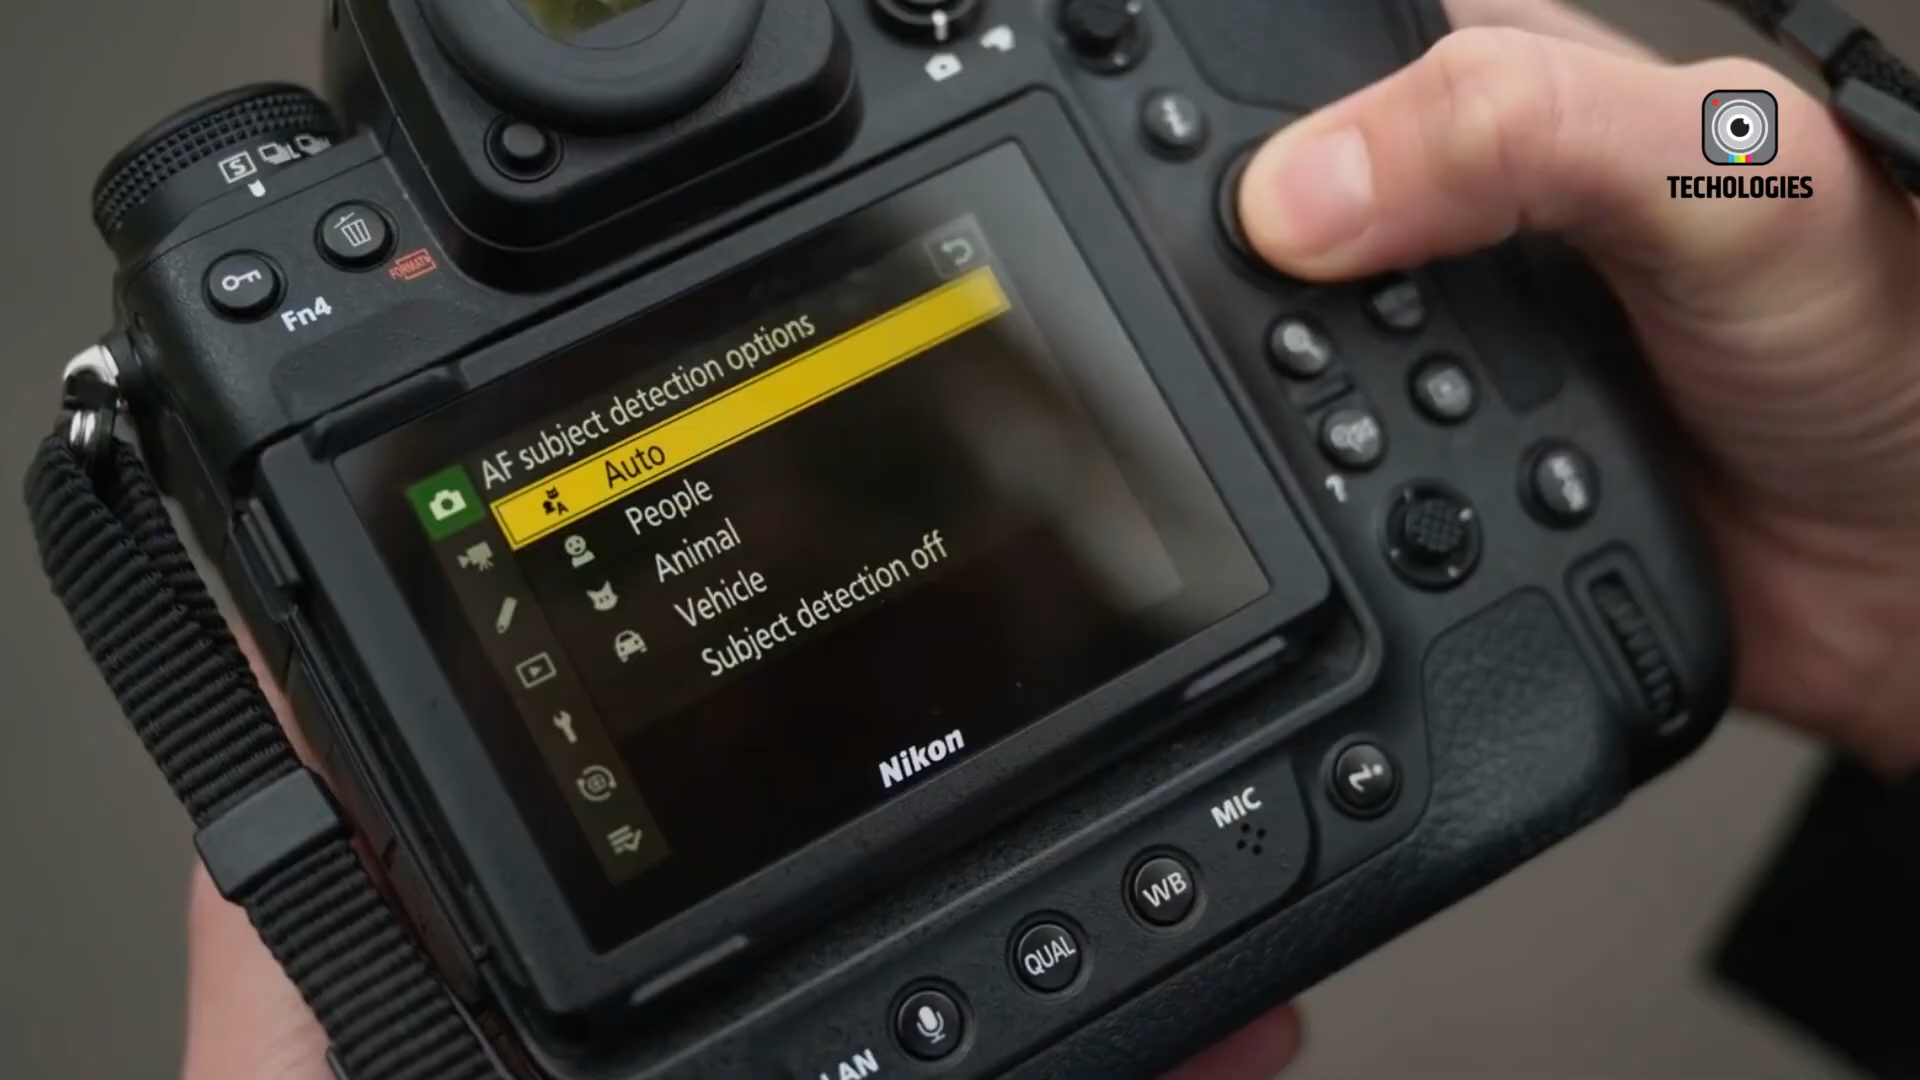 TECHOLOGIES
S
FORMAT
Fn4
AF subject detection options
Auto
People
Animal
Vehicle
Subject detection off
Nikon
MIC
i
WB
QUAL
LAN